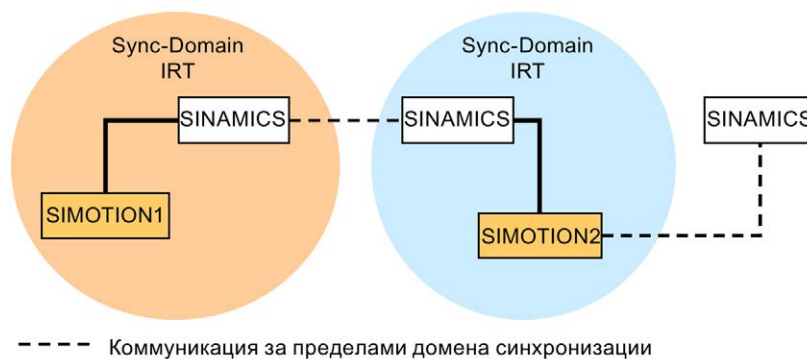 Sync-Domain
IRT
Sync-Domain
IRT
SINAMICS
SINAMICS
SINAMICS
SIMOTION1
SIMOTION2
Коммуникация за пределами домена синхронизации